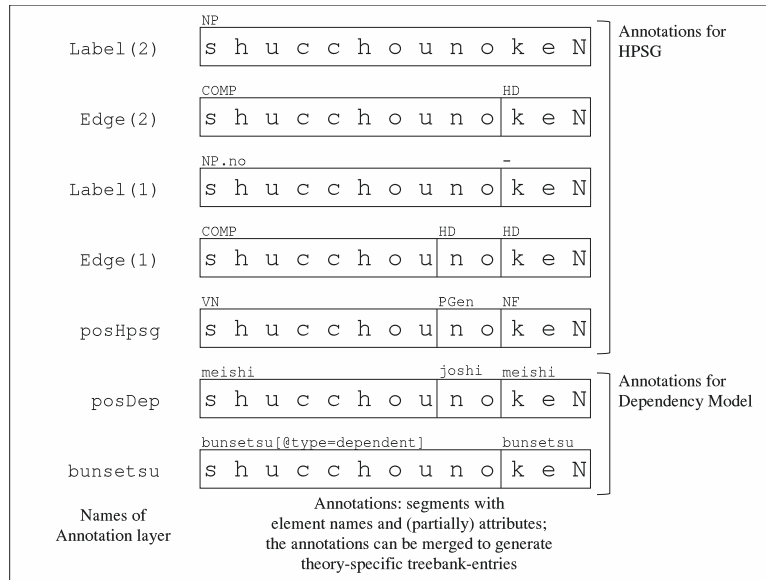 NP
Label(2) s h u c c h o u n o k e N
Annotations for
HPSG
COMP HD
Edge(2) s h u c c h o u n o k e N
NP.no -
Label(1) s h u c c h o u n o k e N
COMP HD HD
Edge(1) s h u c c h o u n o k e N
VN PGen NF
posHpsg s h u c c h o u n o k e N
meishi joshi meishi
posDep s h u c c h o u n o k e N
Annotations for
Dependency Model
bunsetsu[@type=dependent] bunsetsu
bunsetsu s h u c c h o u n o k e N
Names of
Annotation layer
Annotations: segments with
element names and (partially) attributes;
the annotations can be merged to generate
theory-specific treebank-entries